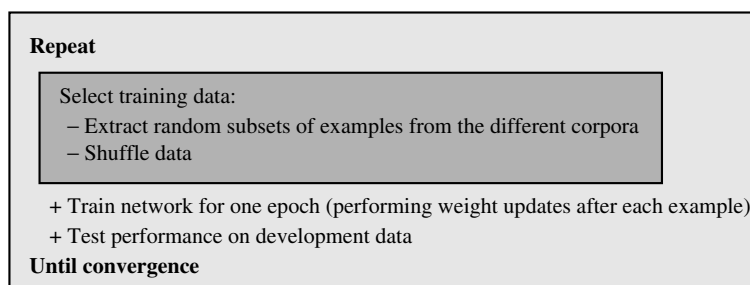 Repeat
Select training data:
– Extract random subsets of examples from the different corpora
– Shuffle data
+ Train network for one epoch (performing weight updates after each example)
+ Test performance on development data
Until convergence